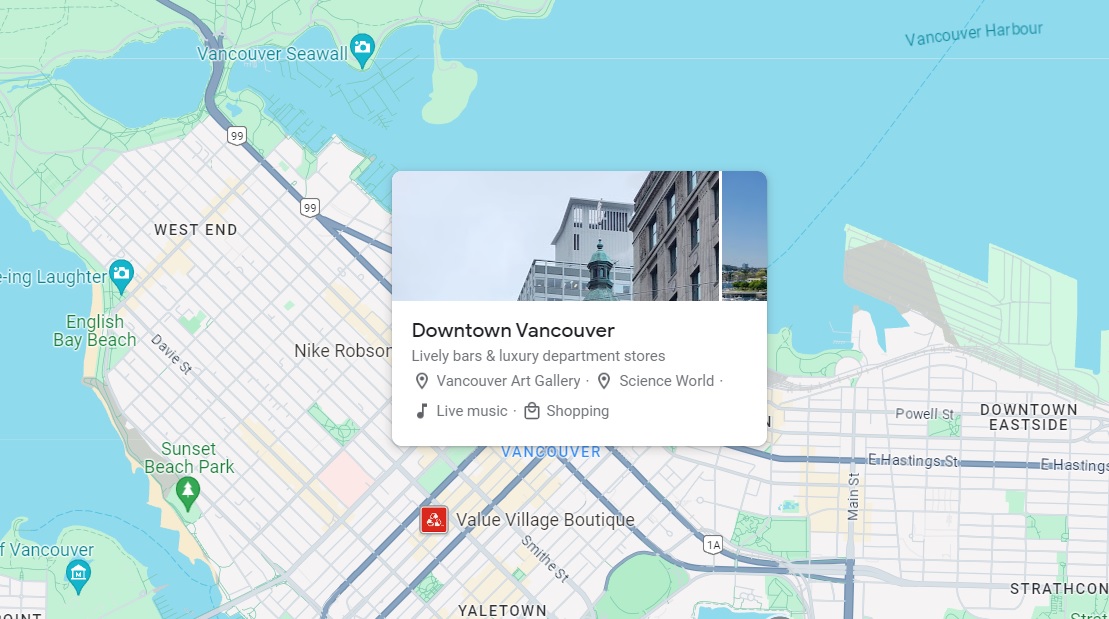 Vancouver Harbour
Vancouver Seawall
99
99
WEST END
e-ing Laughter
English
Bay Beach
Davie St
Nike Robson
Downtown Vancouver
Lively bars & luxury department stores
Vancouver Art Gallery · Science World ·
Live music · Shopping
N
Powell St
DOWNTOWN
EASTSIDE
E Hastings St
E Hastings
VANCOUVER
Sunset
Beach Park
Main St
Value Village Boutique
Smithe St
1A
f Vancouver
M
STRATHCON
YALETOWN
POINT
Strat